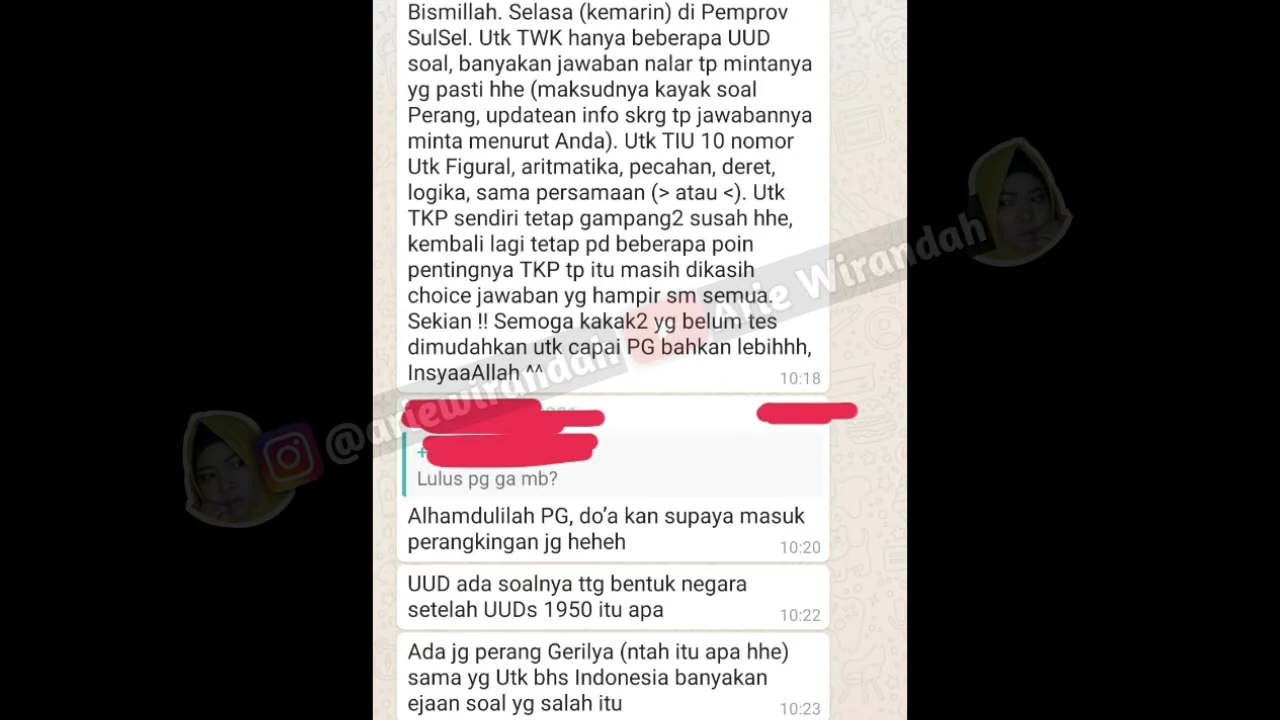 Bismillah. Selasa (kemarin) di Pemprov
SulSel. Utk TWK hanya beberapa UUD
soal, banyakan jawaban nalar tp mintanya
yg pasti hhe (maksudnya kayak soal
Perang, updatean info skrg tp jawabannya
minta menurut Anda). Utk TIU 10 nomor
Utk Figural, aritmatika, pecahan, deret,
logika, sama persamaan (> atau <). Utk
TKP sendiri tetap gampang2 susah hhe,
kembali lagi tetap pd beberapa poin
pentingnya TKP tp itu masih dikasih
choice jawaban yg hampir sm semua.
Sekian !! Semoga kakak2 yg belum tes
dimudahkan utk capai PG bahkan lebihhh,
InsyaaAllah ^^
10:18
Arie Wirandah
@ariewirandah
+
Lulus pg ga mb?
Alhamdulilah PG, do’a kan supaya masuk
perangkingan jg heheh
10:20
UUD ada soalnya ttg bentuk negara
setelah UUDs 1950 itu apa
10:22
Ada jg perang Gerilya (ntah itu apa hhe)
sama yg Utk bhs Indonesia banyakan
ejaan soal yg salah itu
10:23